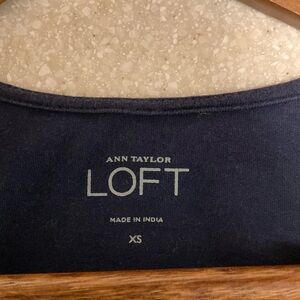 ANN TAYLOR
LOFT
MADE IN INDIA
XS